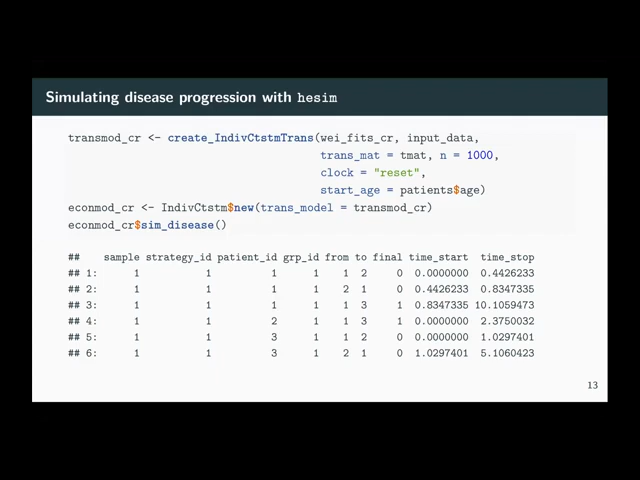 Simulating disease progression with hesim
transmod_cr <- create_IndivCtstmTrans(wei_fits_cr, input_data,
trans_mat = tmat, n = 1000,
clock = "reset",
start_age = patients$age)
econmod_cr <- IndivCtstm$new(trans_model = transmod_cr)
econmod_cr$sim_disease()
## sample strategy_id patient_id grp_id from to final time_start time_stop
## 1: 1 1 1 1 1 2 0 0.0000000 0.4426233
## 2: 1 1 1 1 2 1 0 0.4426233 0.8347335
## 3: 1 1 1 1 1 3 1 0.8347335 10.1059473
## 4: 1 1 2 1 1 3 1 0.0000000 2.3750032
## 5: 1 1 3 1 1 2 0 0.0000000 1.0297401
## 6: 1 1 3 1 2 1 0 1.0297401 5.1060423
13